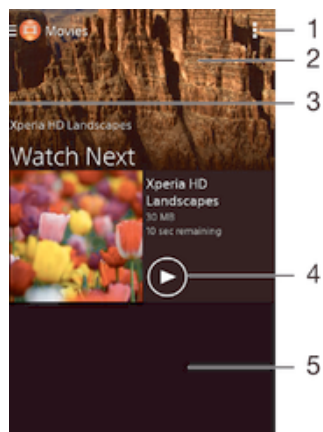 Movies
1
2
3
Xperia HD Landscapes
Watch Next
Xperia HD
Landscapes
30 MB
10 sec remaining
4
5